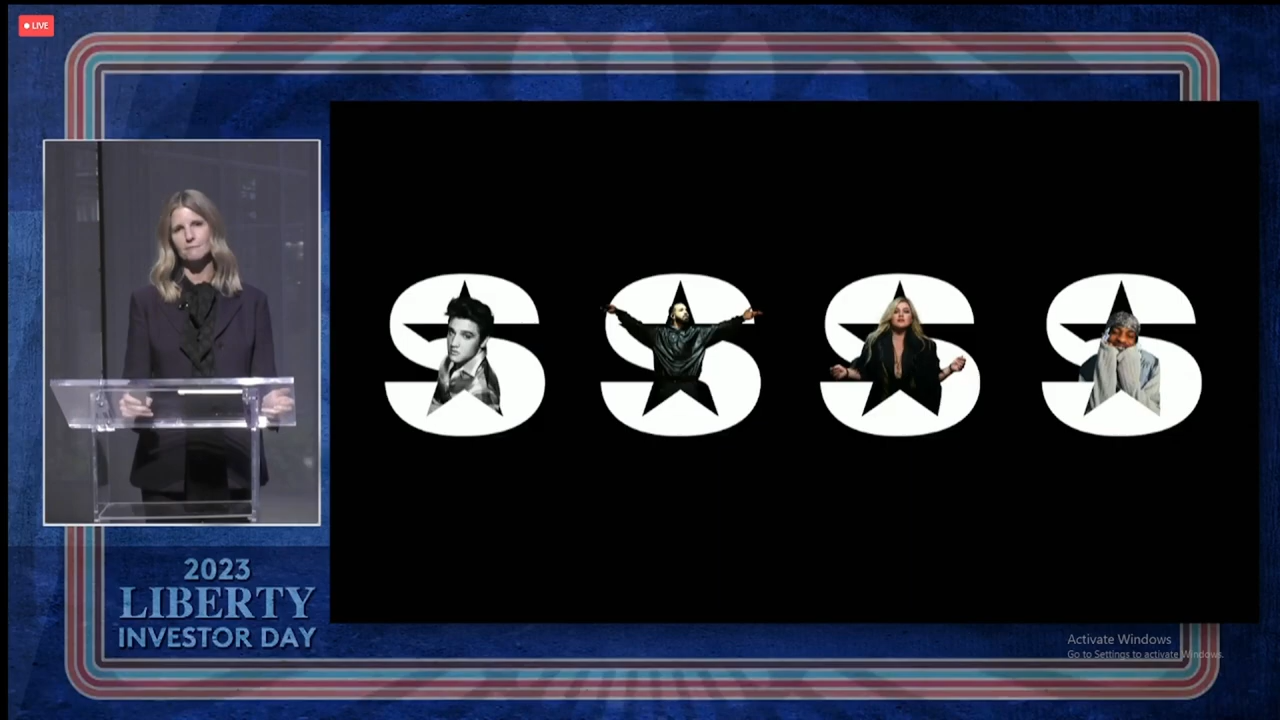 LIVE
S S S S
2023
LIBERTY
INVESTOR DAY
Activate Windows
Go to Settings to activate Windows.